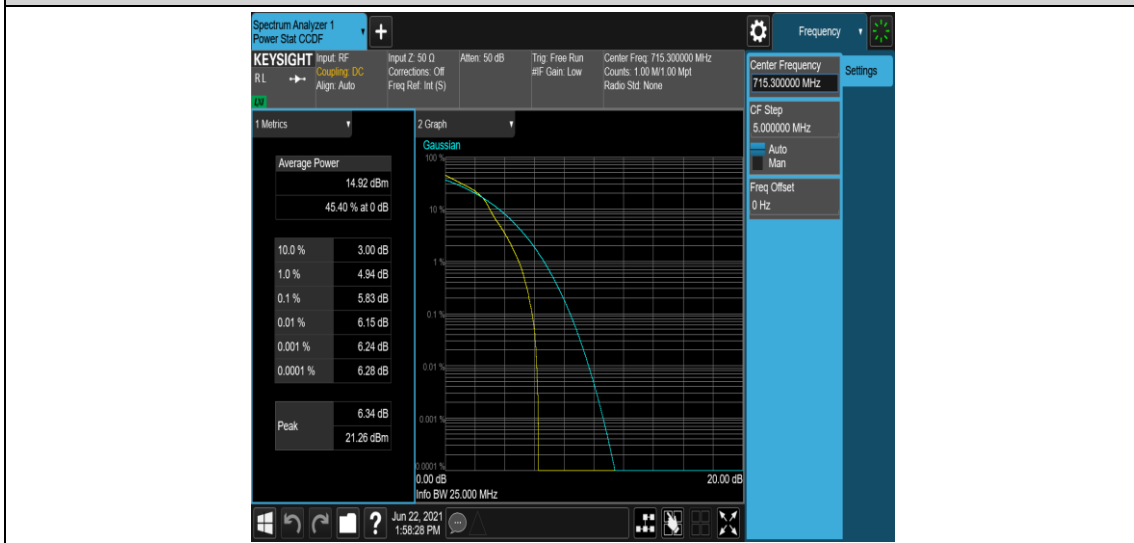 Spectrum Analyzer 1
Power Stat CCDF
Frequency
KEYSIGHT
RL
Input: RF
Coupling: DC
Align: Auto
Input Z: 50 Ω
Corrections: Off
Freq Ref: Int (S)
Atten: 50 dB
Trig: Free Run
#IF Gain: Low
Center Freq: 715.300000 MHz
Counts: 1.00 M/1.00 Mpt
Radio Std: None
Center Frequency
715.300000 MHz
Settings
CF Step
5.000000 MHz
Auto
Man
Freq Offset
0 Hz
1 Metrics
Average Power
14.92 dBm
45.40 % at 0 dB
10.0 % 3.00 dB
1.0 % 4.94 dB
0.1 % 5.83 dB
0.01 % 6.15 dB
0.001 % 6.24 dB
0.0001 % 6.28 dB
Peak
6.34 dB
21.26 dBm
2 Graph
Gaussian
100 %
10 %
1 %
0.1 %
0.01 %
0.001 %
0.0001 %
0.00 dB 20.00 dB
Info BW 25.000 MHz
Jun 22, 2021
1:58:28 PM